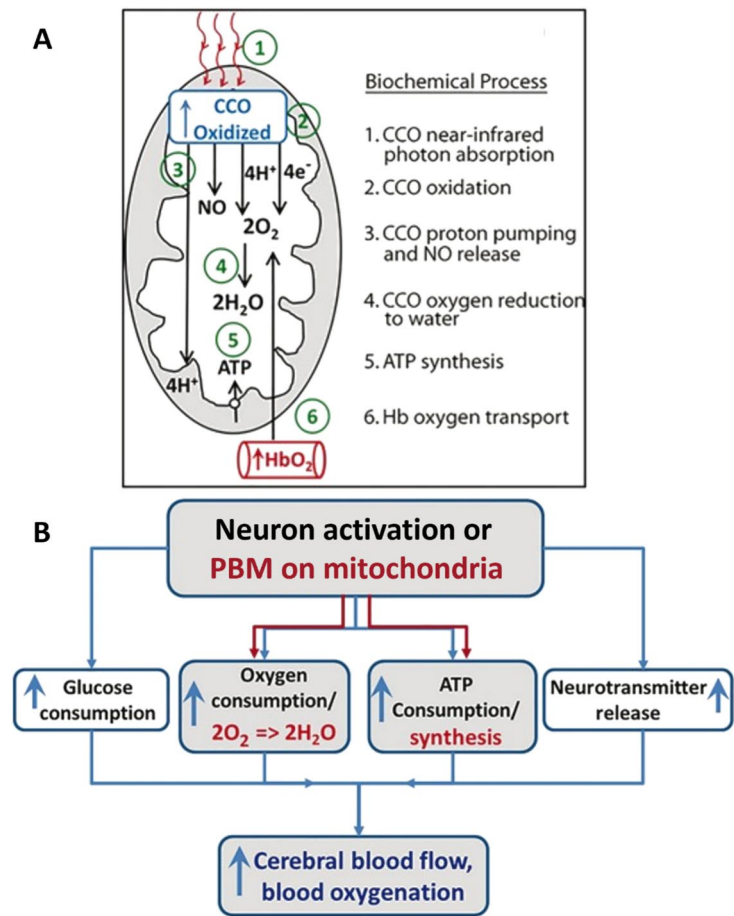 A
1
CCO
Oxidized
2
3
4H⁺
4e⁻
NO
2O₂
4
2H₂O
5
ATP
4H⁺
6
↑HbO₂
Biochemical Process
1. CCO near-infrared
photon absorption
2. CCO oxidation
3. CCO proton pumping
and NO release
4. CCO oxygen reduction
to water
5. ATP synthesis
6. Hb oxygen transport
B
Neuron activation or
PBM on mitochondria
Glucose
consumption
Oxygen
consumption/
2O₂ => 2H₂O
ATP
Consumption/
synthesis
Neurotransmitter
release
Cerebral blood flow,
blood oxygenation